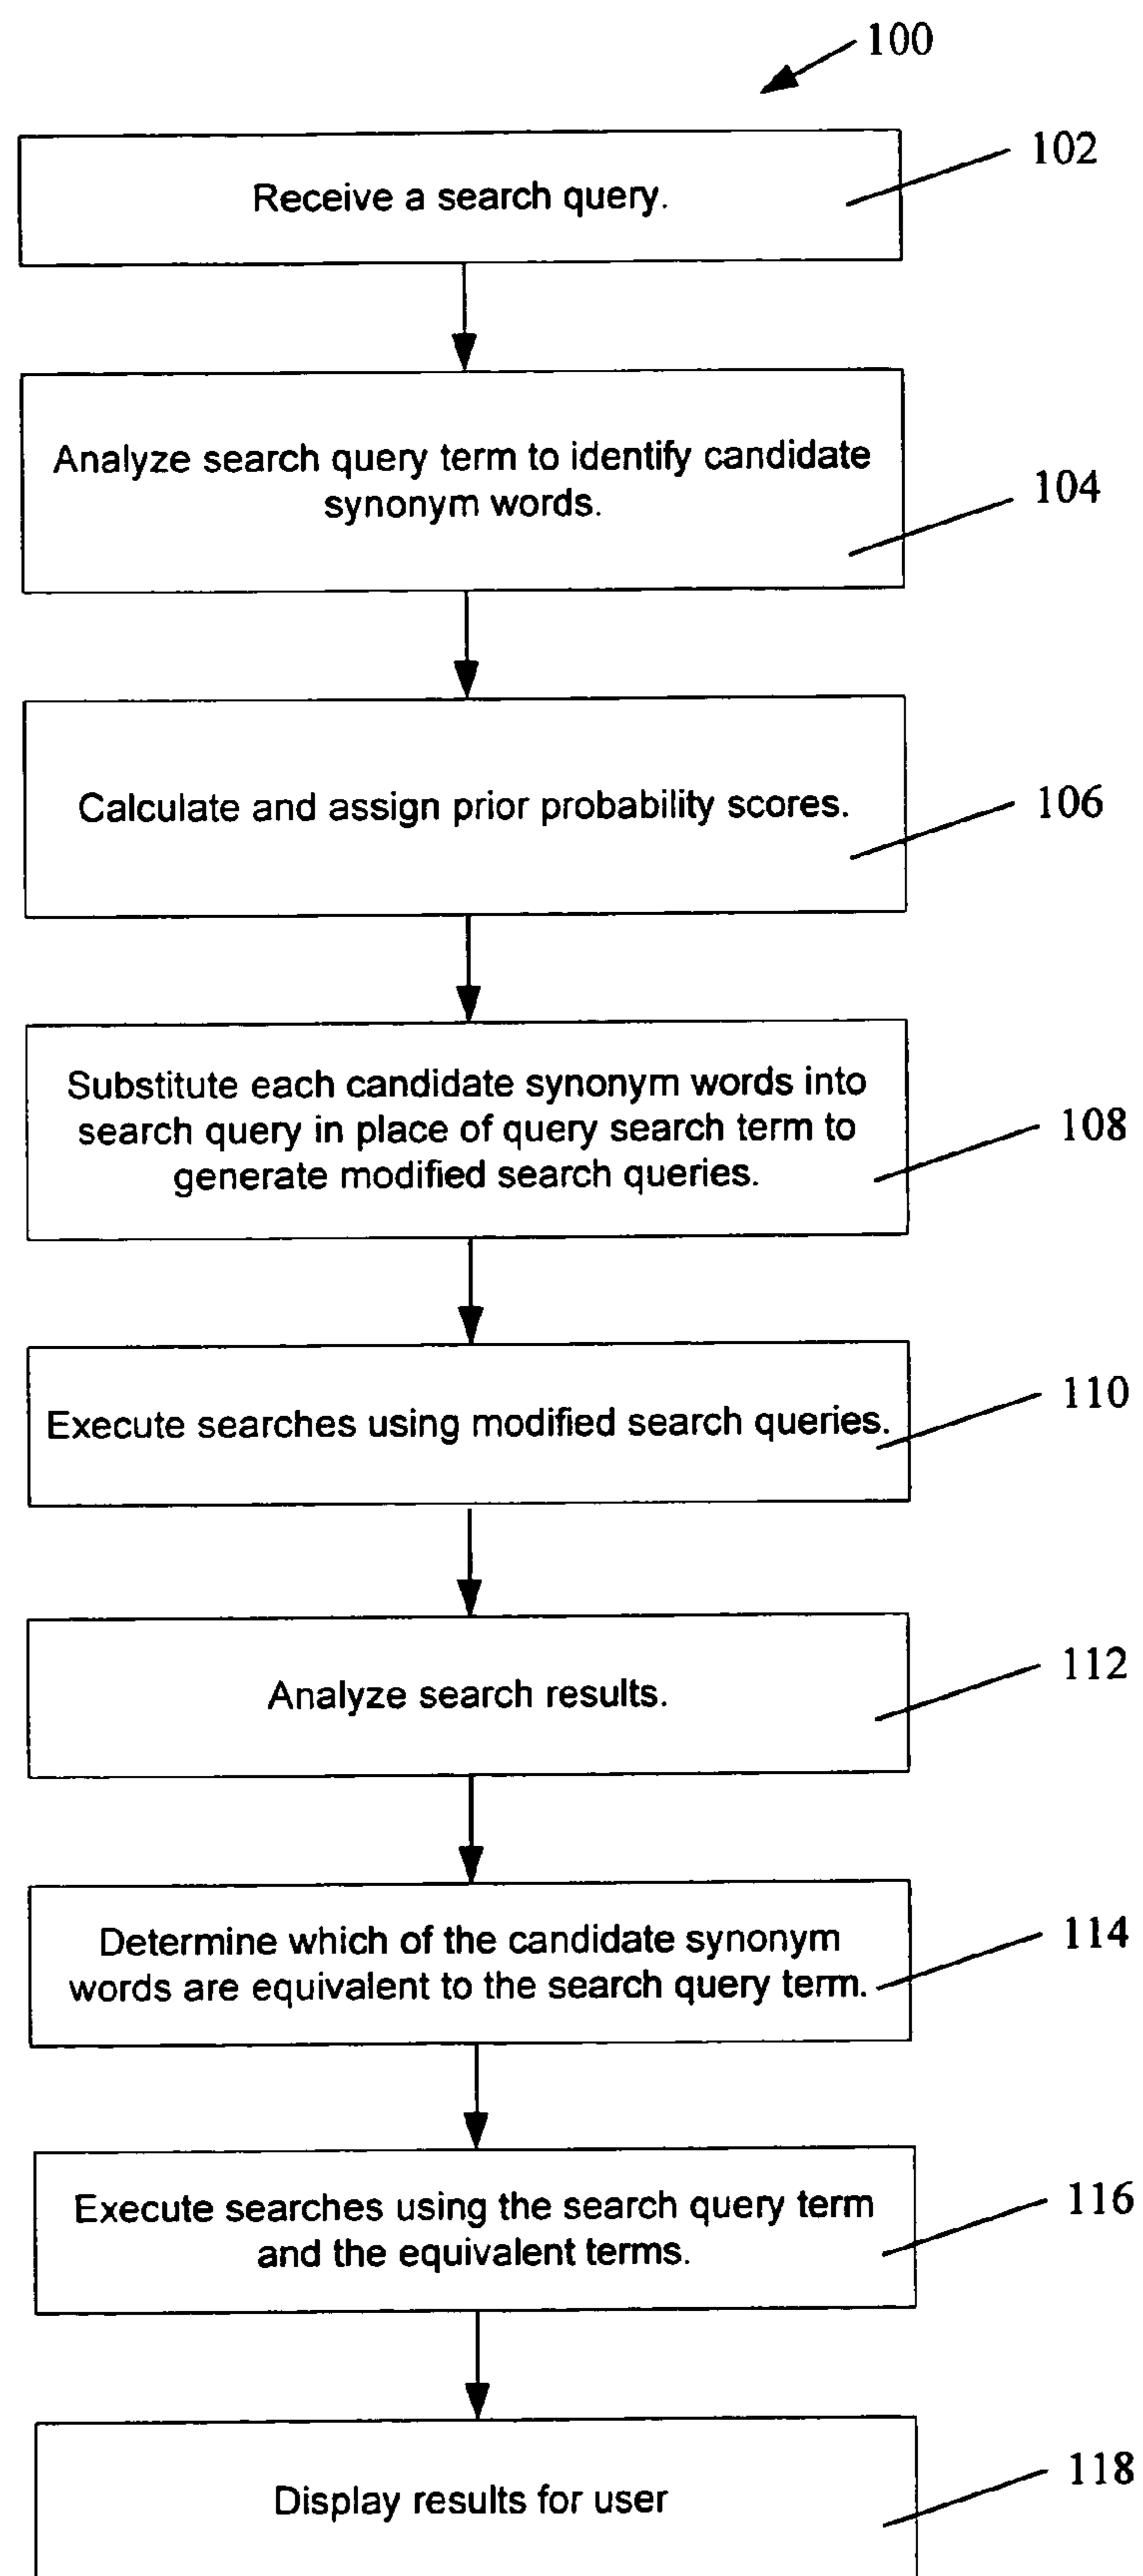 100
Receive a search query.
102
Analyze search query term to identify candidate
synonym words.
104
Calculate and assign prior probability scores.
106
Substitute each candidate synonym words into
search query in place of query search term to
generate modified search queries.
108
Execute searches using modified search queries.
110
Analyze search results.
112
Determine which of the candidate synonym
words are equivalent to the search query term.
114
Execute searches using the search query term
and the equivalent terms.
116
Display results for user
118